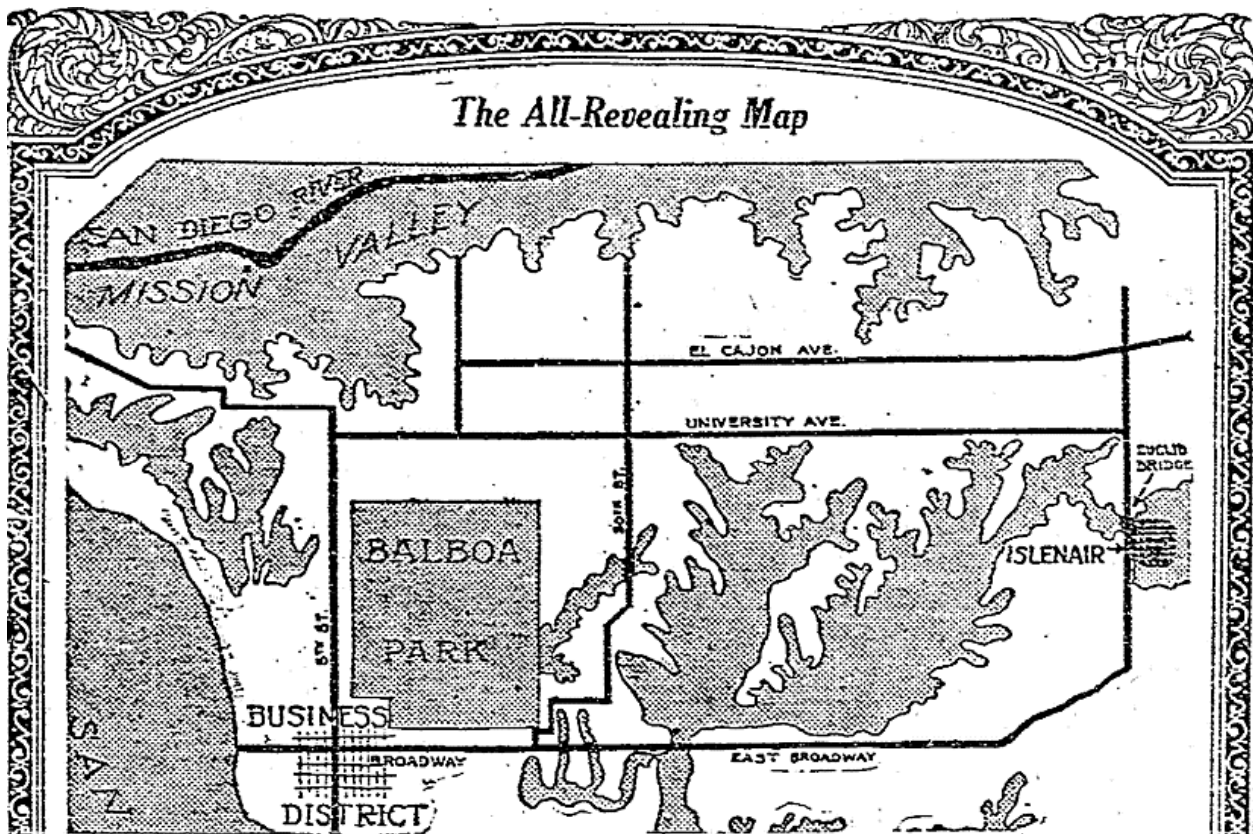 The All-Revealing Map
SAN DIEGO RIVER
MISSION VALLEY
EL CAJON AVE.
UNIVERSITY AVE.
EUCLID
BRIDGE
30TH ST.
BALBOA
PARK
ISLENAIR
5TH ST.
BUSINESS
DISTRICT
BROADWAY
EAST BROADWAY
SAN